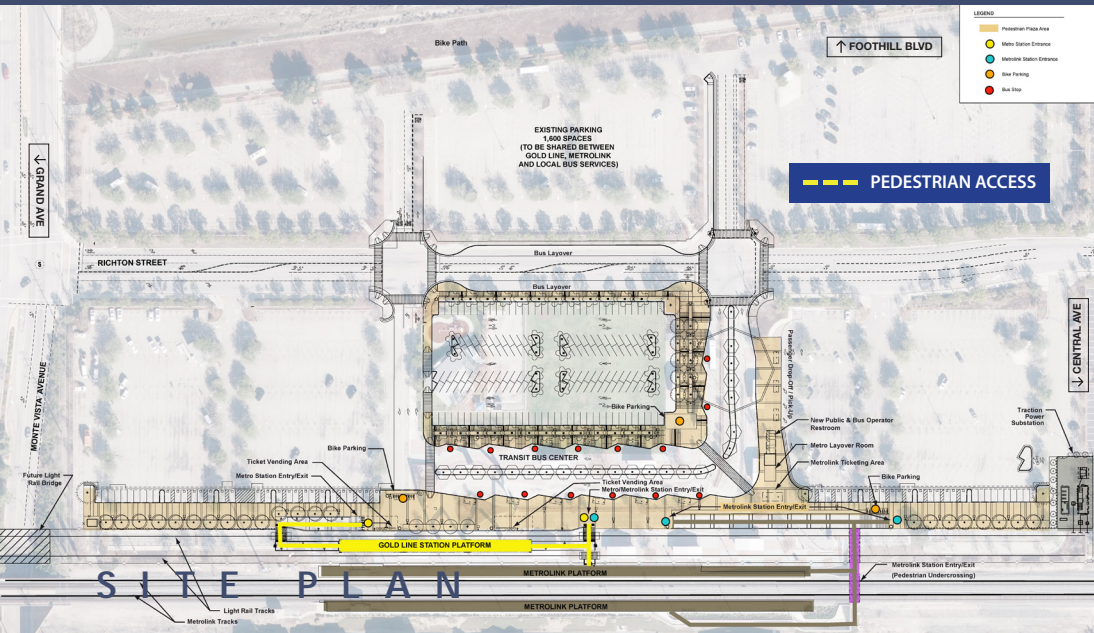 LEGEND
Pedestrian Plaza Area
Metro Station Entrance
Metrolink Station Entrance
Bike Parking
Bus Stop
Bike Path
↑ FOOTHILL BLVD
EXISTING PARKING
1,600 SPACES
(TO BE SHARED BETWEEN
GOLD LINE, METROLINK
AND LOCAL BUS SERVICES)
PEDESTRIAN ACCESS
↓ GRAND AVE
RICHTON STREET
Bus Layover
Bus Layover
↓ CENTRAL AVE
MONTE VISTA AVENUE
Passenger Drop-Off / Pick-Up
Bike Parking
New Public & Bus Operator
Restroom
Metro Layover Room
Metrolink Ticketing Area
Traction
Power
Substation
Bike Parking
TRANSIT BUS CENTER
Ticket Vending Area
Metro Station Entry/Exit
Future Light
Rail Bridge
Ticket Vending Area
Metro/Metrolink Station Entry/Exit
Bike Parking
Metrolink Station Entry/Exit
GOLD LINE STATION PLATFORM
METROLINK PLATFORM
Metrolink Station Entry/Exit
(Pedestrian Undercrossing)
SITE PLAN
METROLINK PLATFORM
Light Rail Tracks
Metrolink Tracks